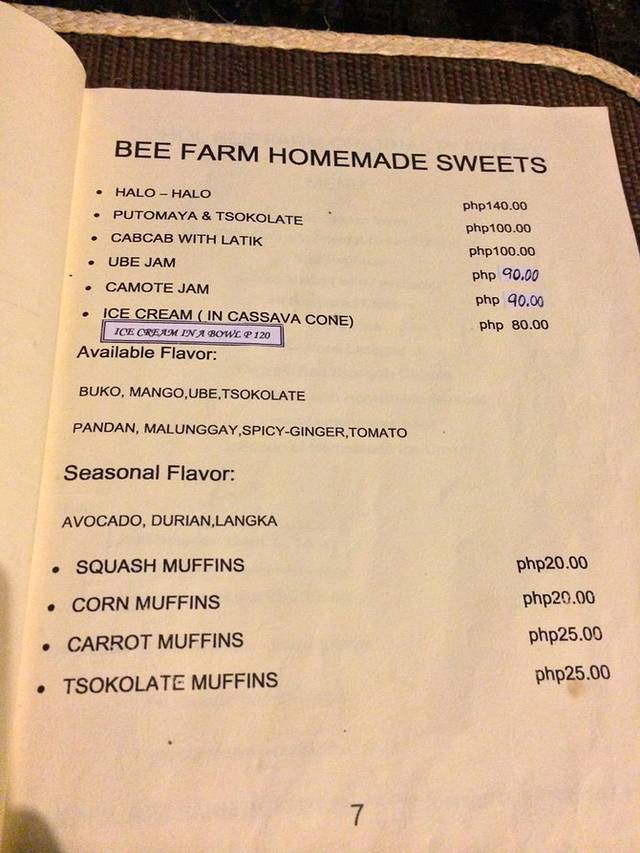 BEE FARM HOMEMADE SWEETS
• HALO – HALO php140.00
• PUTOMAYA & TSOKOLATE php100.00
• CABCAB WITH LATIK php100.00
• UBE JAM php 90.00
• CAMOTE JAM php 90.00
• ICE CREAM ( IN CASSAVA CONE) php 80.00
ICE CREAM IN A BOWL P 120
Available Flavor:
BUKO, MANGO,UBE,TSOKOLATE
PANDAN, MALUNGGAY,SPICY-GINGER,TOMATO
Seasonal Flavor:
AVOCADO, DURIAN,LANGKA
• SQUASH MUFFINS php20.00
• CORN MUFFINS php20.00
• CARROT MUFFINS php25.00
• TSOKOLATE MUFFINS php25.00
7